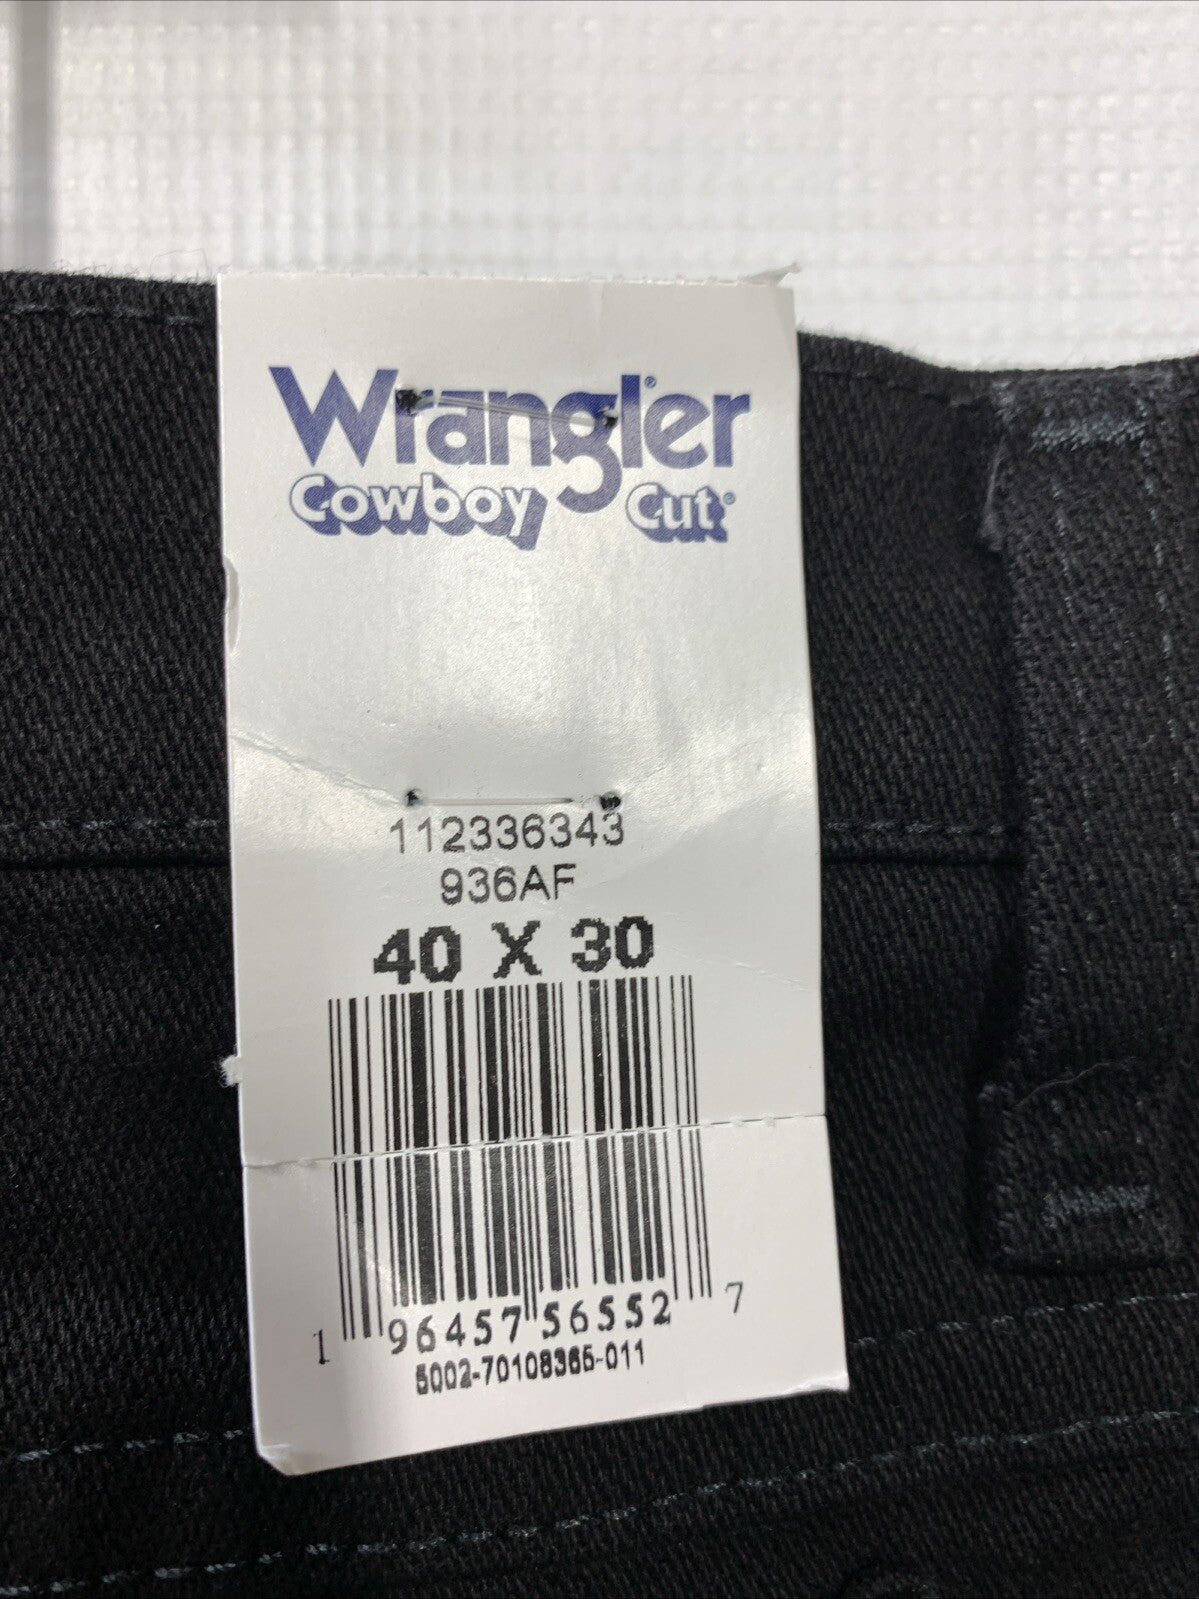 Wrangler®
Cowboy Cut®
112336343
936AF
40 X 30
1 96457 56552 7
5002-70108365-011